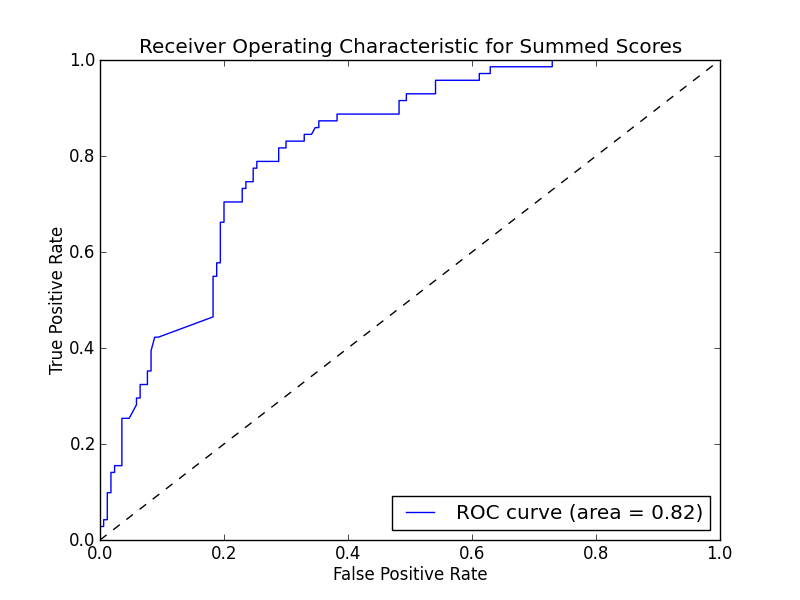 Receiver Operating Characteristic for Summed Scores
1.0
0.8
0.6
0.4
0.2
0.0
True Positive Rate
ROC curve (area = 0.82)
0.0 0.2 0.4 0.6 0.8 1.0
False Positive Rate